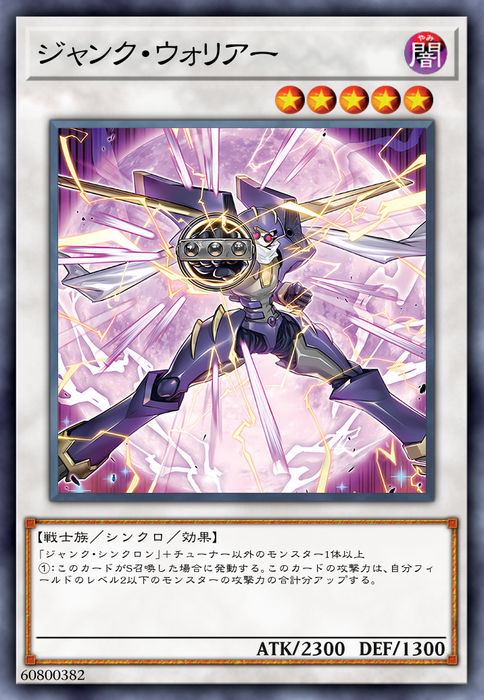 ジャンク・ウォリアー
やみ
闇
【戦士族／シンクロ／効果】
「ジャンク・シンクロン」＋チューナー以外のモンスター1体以上
①：このカードがS召喚した場合に発動する。このカードの攻撃力は、自分フィ
ールドのレベル2以下のモンスターの攻撃力の合計分アップする。
ATK/2300 DEF/1300
60800382